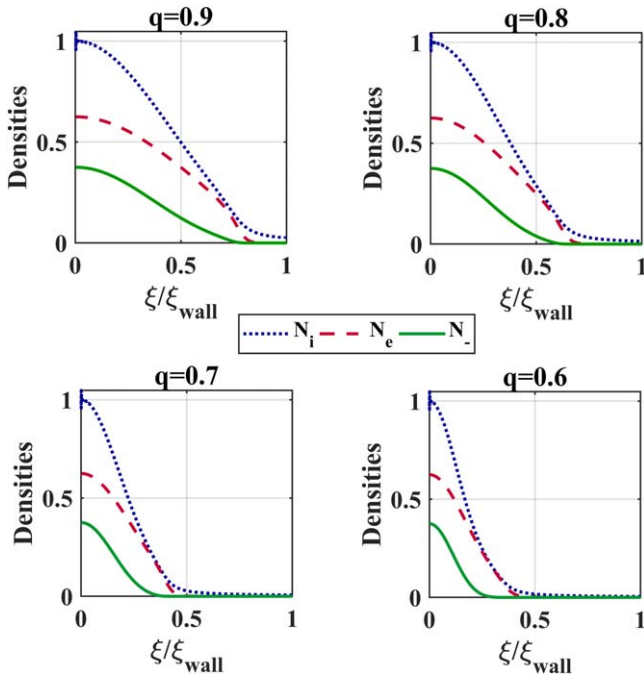 q=0.9
1
0.5
0
Densities
0
0.5
1
ξ/ξwall
q=0.8
1
0.5
0
Densities
0
0.5
1
ξ/ξwall
Ni Ne N-
q=0.7
1
0.5
0
Densities
0
0.5
1
ξ/ξwall
q=0.6
1
0.5
0
Densities
0
0.5
1
ξ/ξwall